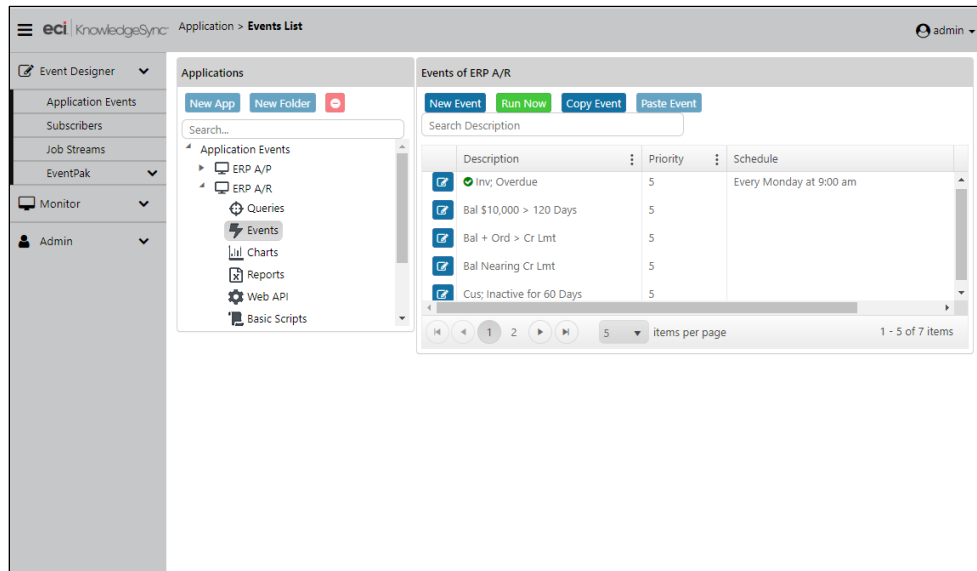 eci KnowledgeSync Application > Events List admin
Event Designer
Application Events
Subscribers
Job Streams
EventPak
Monitor
Admin
Applications
New App New Folder
Search...
Application Events
ERP A/P
ERP A/R
Queries
Events
Charts
Reports
Web API
Basic Scripts
Events of ERP A/R
New Event Run Now Copy Event Paste Event
Search Description
Description Priority Schedule
Inv; Overdue 5 Every Monday at 9:00 am
Bal $10,000 > 120 Days 5
Bal + Ord > Cr Lmt 5
Bal Nearing Cr Lmt 5
Cus; Inactive for 60 Days 5
1 2 5 items per page 1 - 5 of 7 items